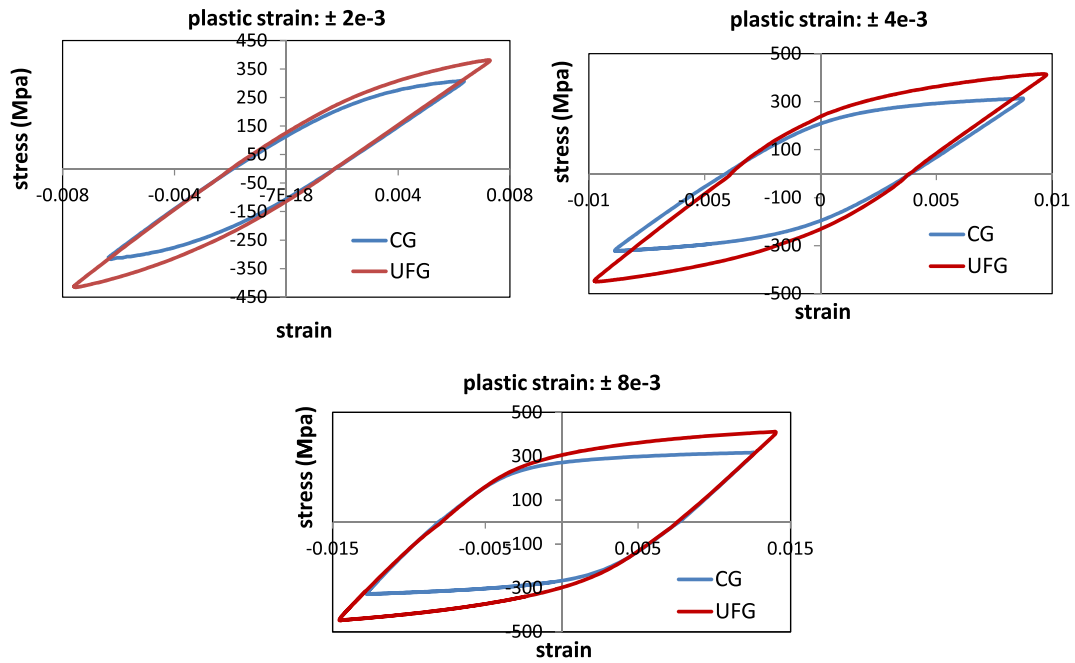 plastic strain: ± 2e-3
stress (Mpa)
450
350
250
150
50
-50
-150
-250
-350
-450
-0.008
-0.004
7E-18
0.004
0.008
CG
UFG
strain
plastic strain: ± 4e-3
stress (Mpa)
500
300
100
-100
-300
-500
-0.01
-0.005
0
0.005
0.01
CG
UFG
strain
plastic strain: ± 8e-3
stress (Mpa)
500
300
100
-100
-300
-500
-0.015
-0.005
0.005
0.015
CG
UFG
strain